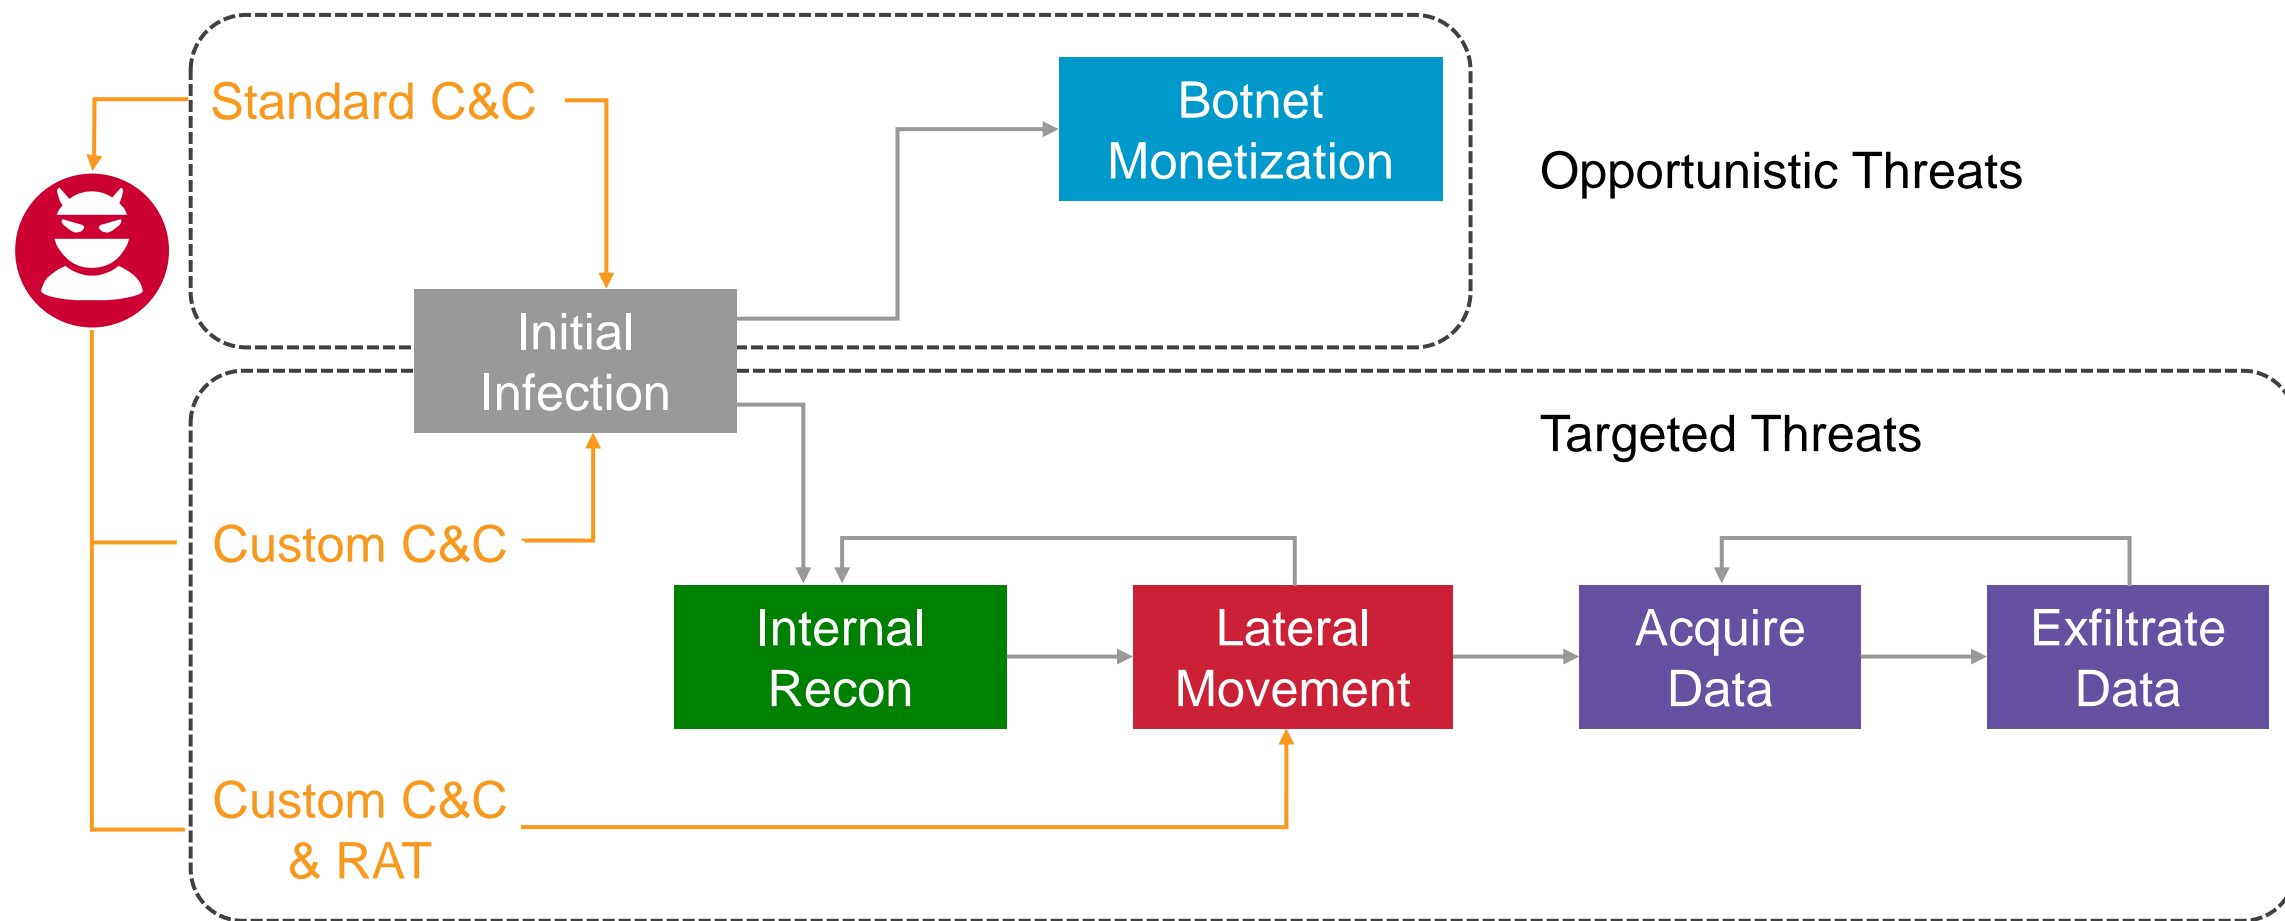 Standard C&C
Botnet
Monetization
Opportunistic Threats
Initial
Infection
Targeted Threats
Custom C&C
Internal
Recon
Lateral
Movement
Acquire
Data
Exfiltrate
Data
Custom C&C
& RAT